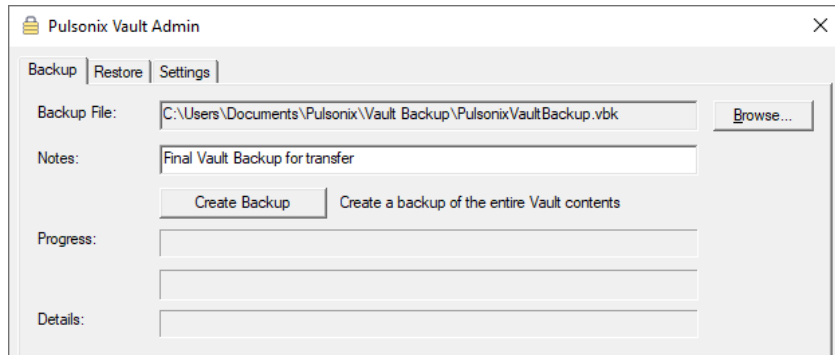 Pulsonix Vault Admin
Backup Restore Settings
Backup File: C:\Users\Documents\Pulsonix\Vault Backup\PulsonixVaultBackup.vbk Browse...
Notes: Final Vault Backup for transfer
Create Backup Create a backup of the entire Vault contents
Progress:
Details: